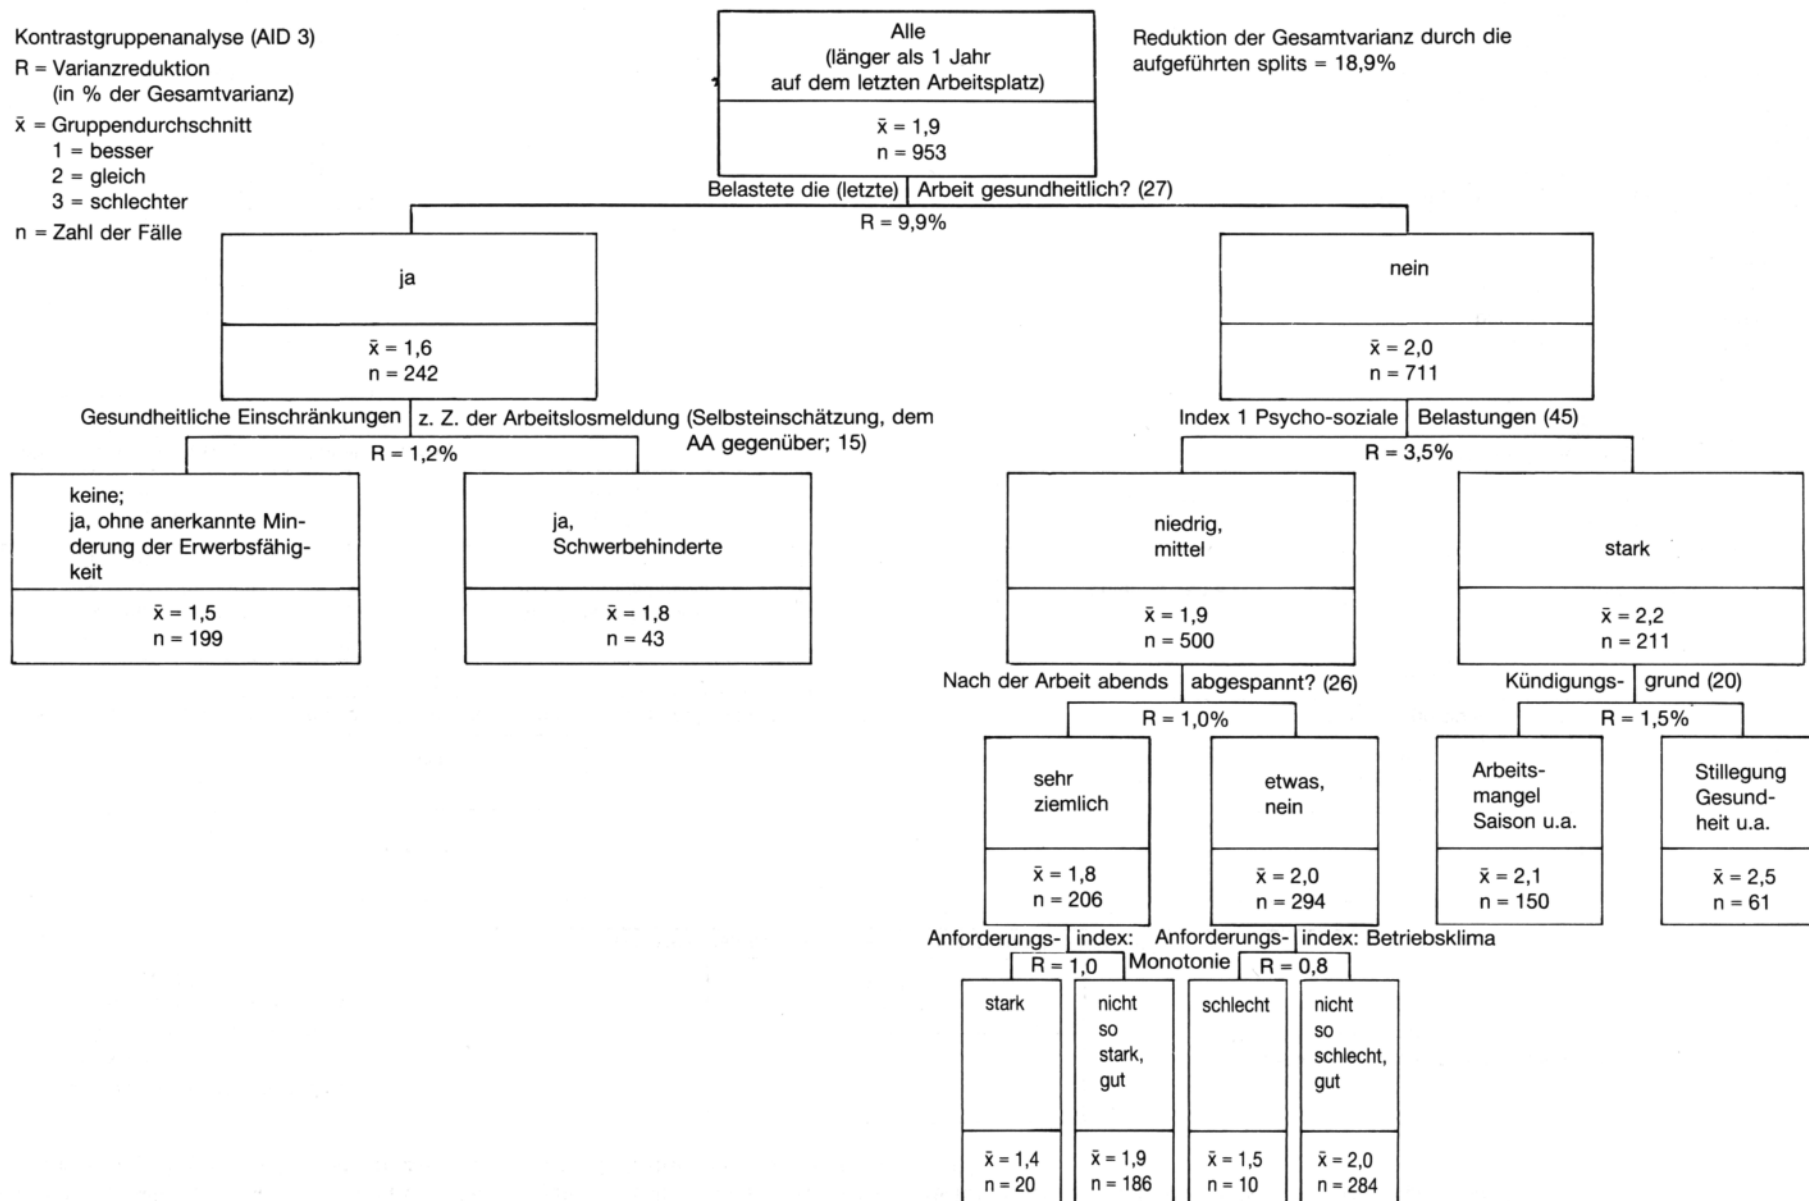 Kontrastgruppenanalyse (AID 3)
R = Varianzreduktion
(in % der Gesamtvarianz)
x̄ = Gruppendurchschnitt
1 = besser
2 = gleich
3 = schlechter
n = Zahl der Fälle
Alle
(länger als 1 Jahr
auf dem letzten Arbeitsplatz)
x̄ = 1,9
n = 953
Reduktion der Gesamtvarianz durch die
aufgeführten splits = 18,9%
Belastete die (letzte) Arbeit gesundheitlich? (27)
R = 9,9%
ja
x̄ = 1,6
n = 242
nein
x̄ = 2,0
n = 711
Gesundheitliche Einschränkungen z. Z. der Arbeitslosmeldung (Selbsteinschätzung, dem
AA gegenüber; 15)
R = 1,2%
keine;
ja, ohne anerkannte Min-
derung der Erwerbsfähig-
keit
x̄ = 1,5
n = 199
ja,
Schwerbehinderte
x̄ = 1,8
n = 43
Index 1 Psycho-soziale Belastungen (45)
R = 3,5%
niedrig,
mittel
x̄ = 1,9
n = 500
stark
x̄ = 2,2
n = 211
Nach der Arbeit abends abgespannt? (26)
R = 1,0%
sehr
ziemlich
x̄ = 1,8
n = 206
etwas,
nein
x̄ = 2,0
n = 294
Kündigungs- grund (20)
R = 1,5%
Arbeits-
mangel
Saison u.a.
x̄ = 2,1
n = 150
Stillegung
Gesund-
heit u.a.
x̄ = 2,5
n = 61
Anforderungs- index:
Monotonie
R = 1,0
stark
x̄ = 1,4
n = 20
nicht
so
stark,
gut
x̄ = 1,9
n = 186
Anforderungs- index: Betriebsklima
R = 0,8
schlecht
x̄ = 1,5
n = 10
nicht
so
schlecht,
gut
x̄ = 2,0
n = 284